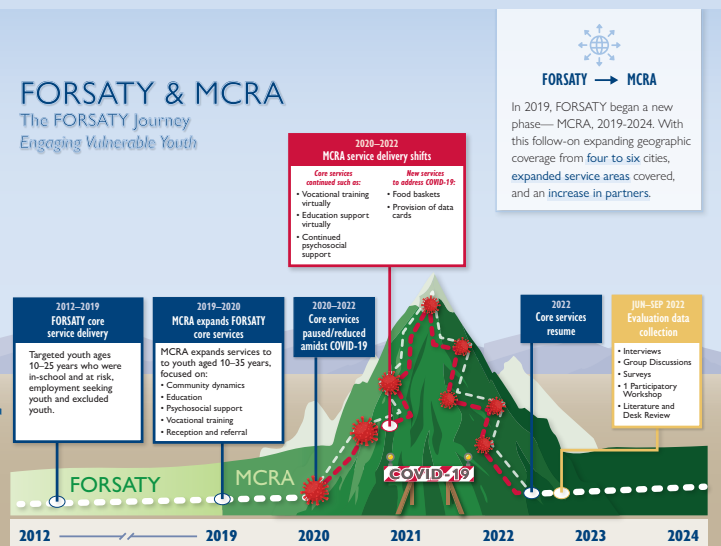 FORSATY & MCRA
The FORSATY Journey
Engaging Vulnerable Youth
FORSATY → MCRA
In 2019, FORSATY began a new
phase— MCRA, 2019-2024. With
this follow-on expanding geographic
coverage from four to six cities,
expanded service areas covered,
and an increase in partners.
2020–2022
MCRA service delivery shifts
Core services
continued such as:
• Vocational training
virtually
• Education support
virtually
• Continued
psychosocial
support
New services
to address COVID-19:
• Food baskets
• Provision of data
cards
2012–2019
FORSATY core
service delivery
Targeted youth ages
10–25 years who were
in-school and at risk,
employment seeking
youth and excluded
youth.
2019–2020
MCRA expands FORSATY
core services
MCRA expands services to
to youth aged 10–35 years,
focused on:
• Community dynamics
• Education
• Psychosocial support
• Vocational training
• Reception and referral
2020–2022
Core services
paused/reduced
amidst COVID-19
2022
Core services
resume
JUN–SEP 2022
Evaluation data
collection
• Interviews
• Group Discussions
• Surveys
• 1 Participatory
Workshop
• Literature and
Desk Review
FORSATY
MCRA
COVID-19
2012
2019
2020
2021
2022
2023
2024